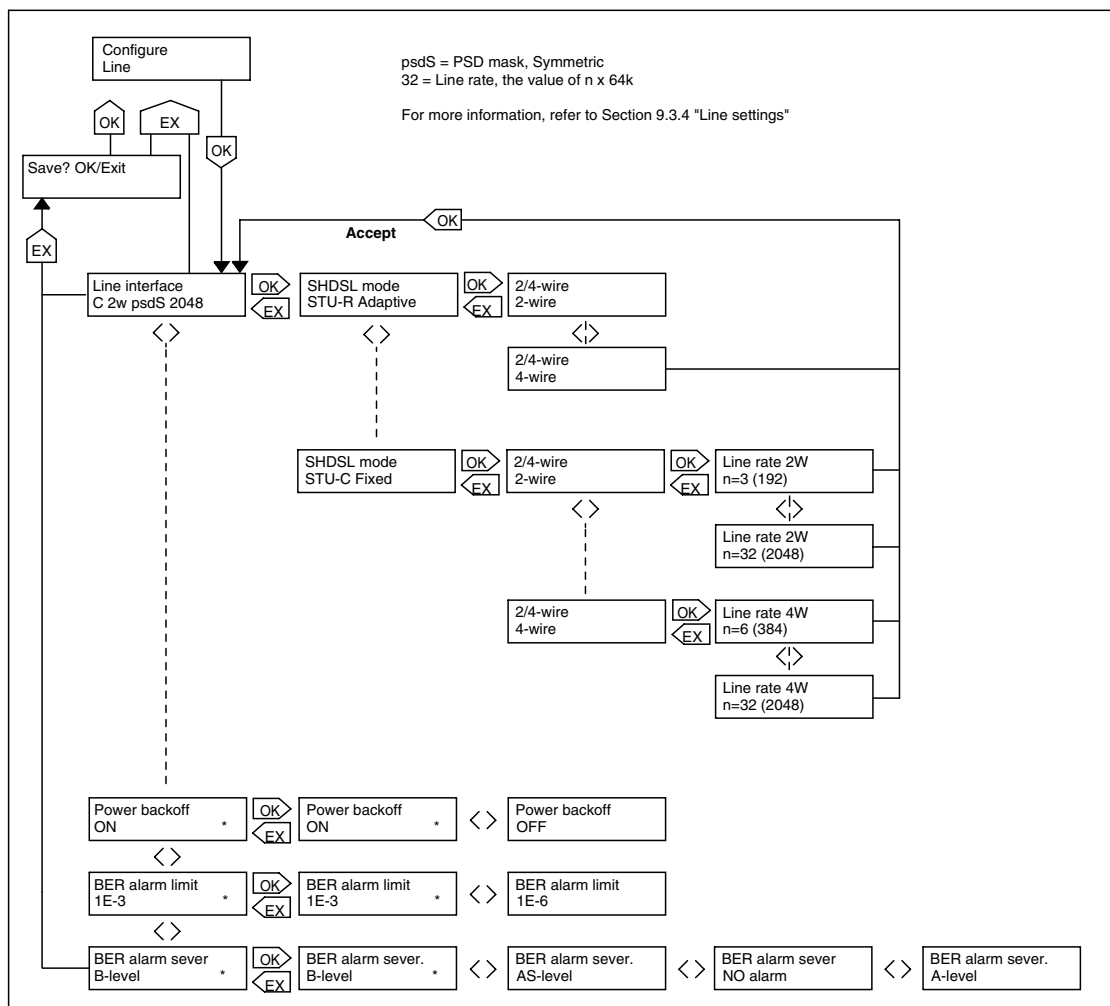 Configure
Line
psdS = PSD mask, Symmetric
32 = Line rate, the value of n x 64k
For more information, refer to Section 9.3.4 "Line settings"
OK
EX
OK
Save? OK/Exit
EX
OK
Accept
Line interface
C 2w psdS 2048
OK
EX
SHDSL mode
STU-R Adaptive
OK
EX
2/4-wire
2-wire
< >
< >
< >
2/4-wire
4-wire
SHDSL mode
STU-C Fixed
OK
EX
2/4-wire
2-wire
OK
EX
Line rate 2W
n=3 (192)
< >
< >
Line rate 2W
n=32 (2048)
2/4-wire
4-wire
OK
EX
Line rate 4W
n=6 (384)
< >
Line rate 4W
n=32 (2048)
Power backoff
ON *
OK
EX
Power backoff
ON *
< >
Power backoff
OFF
< >
BER alarm limit
1E-3 *
OK
EX
BER alarm limit
1E-3 *
< >
BER alarm limit
1E-6
< >
BER alarm sever
B-level *
OK
EX
BER alarm sever.
B-level *
< >
BER alarm sever.
AS-level
< >
BER alarm sever
NO alarm
< >
BER alarm sever.
A-level